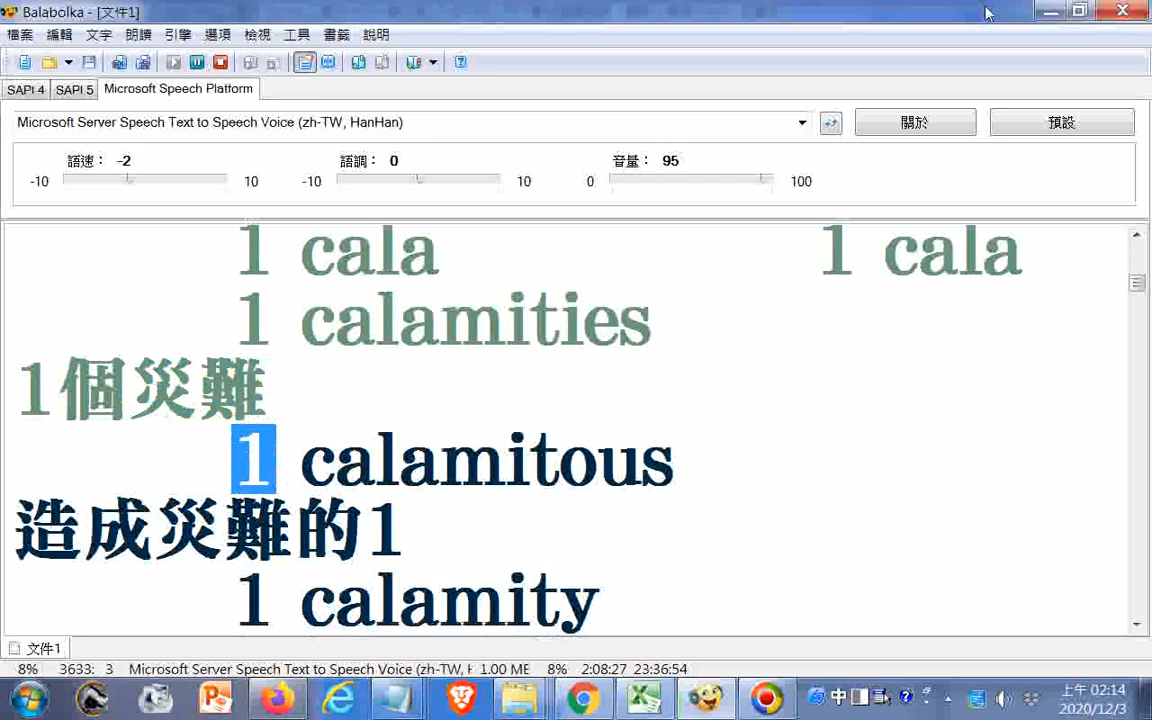 Balabolka - [文件1]
檔案 編輯 文字 朗讀 引擎 選項 檢視 工具 書籤 說明
SAPI 4 SAPI 5 Microsoft Speech Platform
Microsoft Server Speech Text to Speech Voice (zh-TW, HanHan) 關於 預設
語速: -2 語調: 0 音量: 95
-10 10 -10 10 0 100
1 cala 1 cala
1 calamities
1個災難
1 calamitous
造成災難的1
1 calamity
文件1
8% 3633: 3 Microsoft Server Speech Text to Speech Voice (zh-TW, H 1.00 ME 8% 2:08:27 23:36:54
中 上午 02:14
2020/12/3